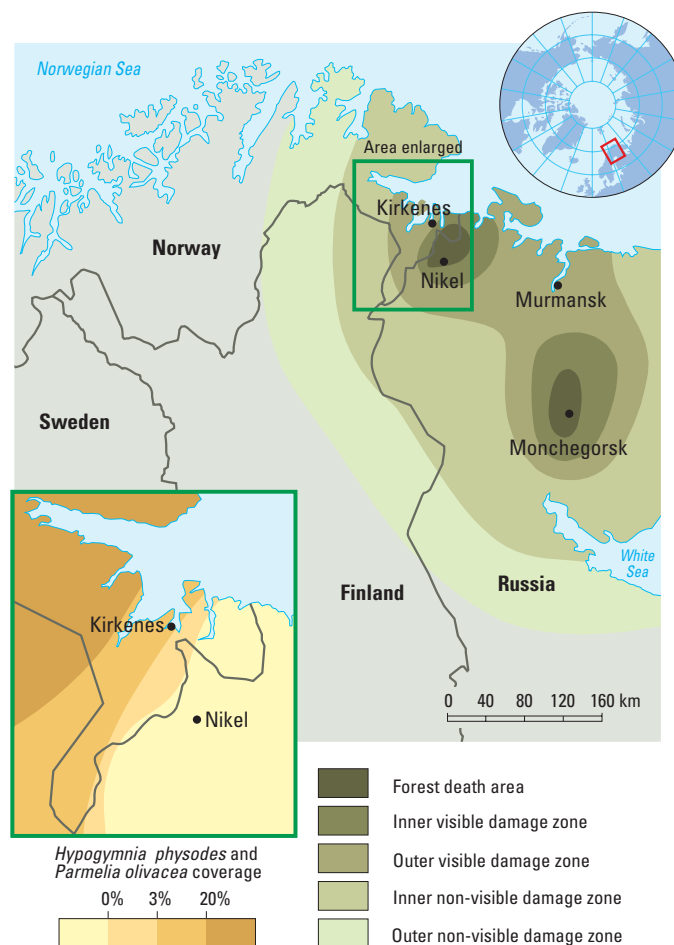 Norwegian Sea
Area enlarged
Kirkenes
Norway
Nikel
Murmansk
Sweden
Monchegorsk
White
Sea
Finland
Russia
Kirkenes
Nikel
0 40 80 120 160 km
Hypogymnia physodes and
Parmelia olivacea coverage
0% 3% 20%
Forest death area
Inner visible damage zone
Outer visible damage zone
Inner non-visible damage zone
Outer non-visible damage zone